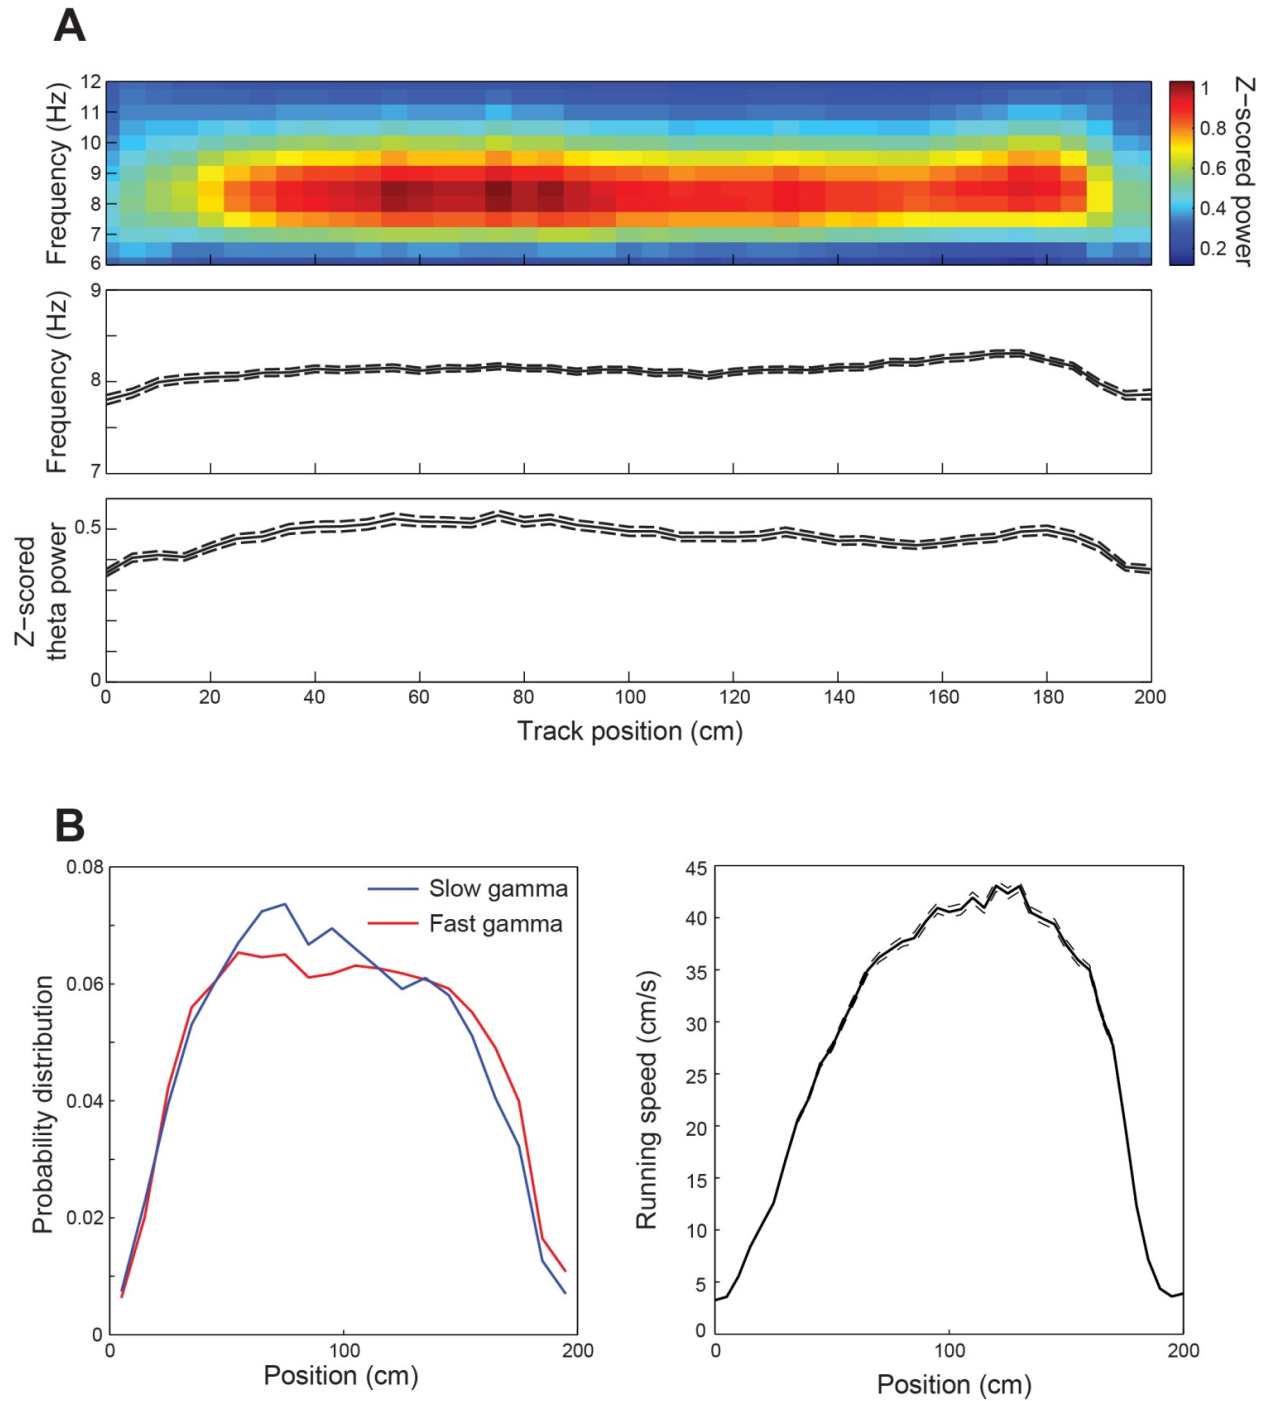 A
Frequency (Hz)
12
11
10
9
8
7
6
1
0.8
0.6
0.4
0.2
Z-scored power
Frequency (Hz)
9
8
7
Z-scored
theta power
0.5
0
0 20 40 60 80 100 120 140 160 180 200
Track position (cm)
B
Probability distribution
0.08
0.06
0.04
0.02
0
Slow gamma
Fast gamma
0 100 200
Position (cm)
Running speed (cm/s)
45
40
35
30
25
20
15
10
5
0
0 100 200
Position (cm)